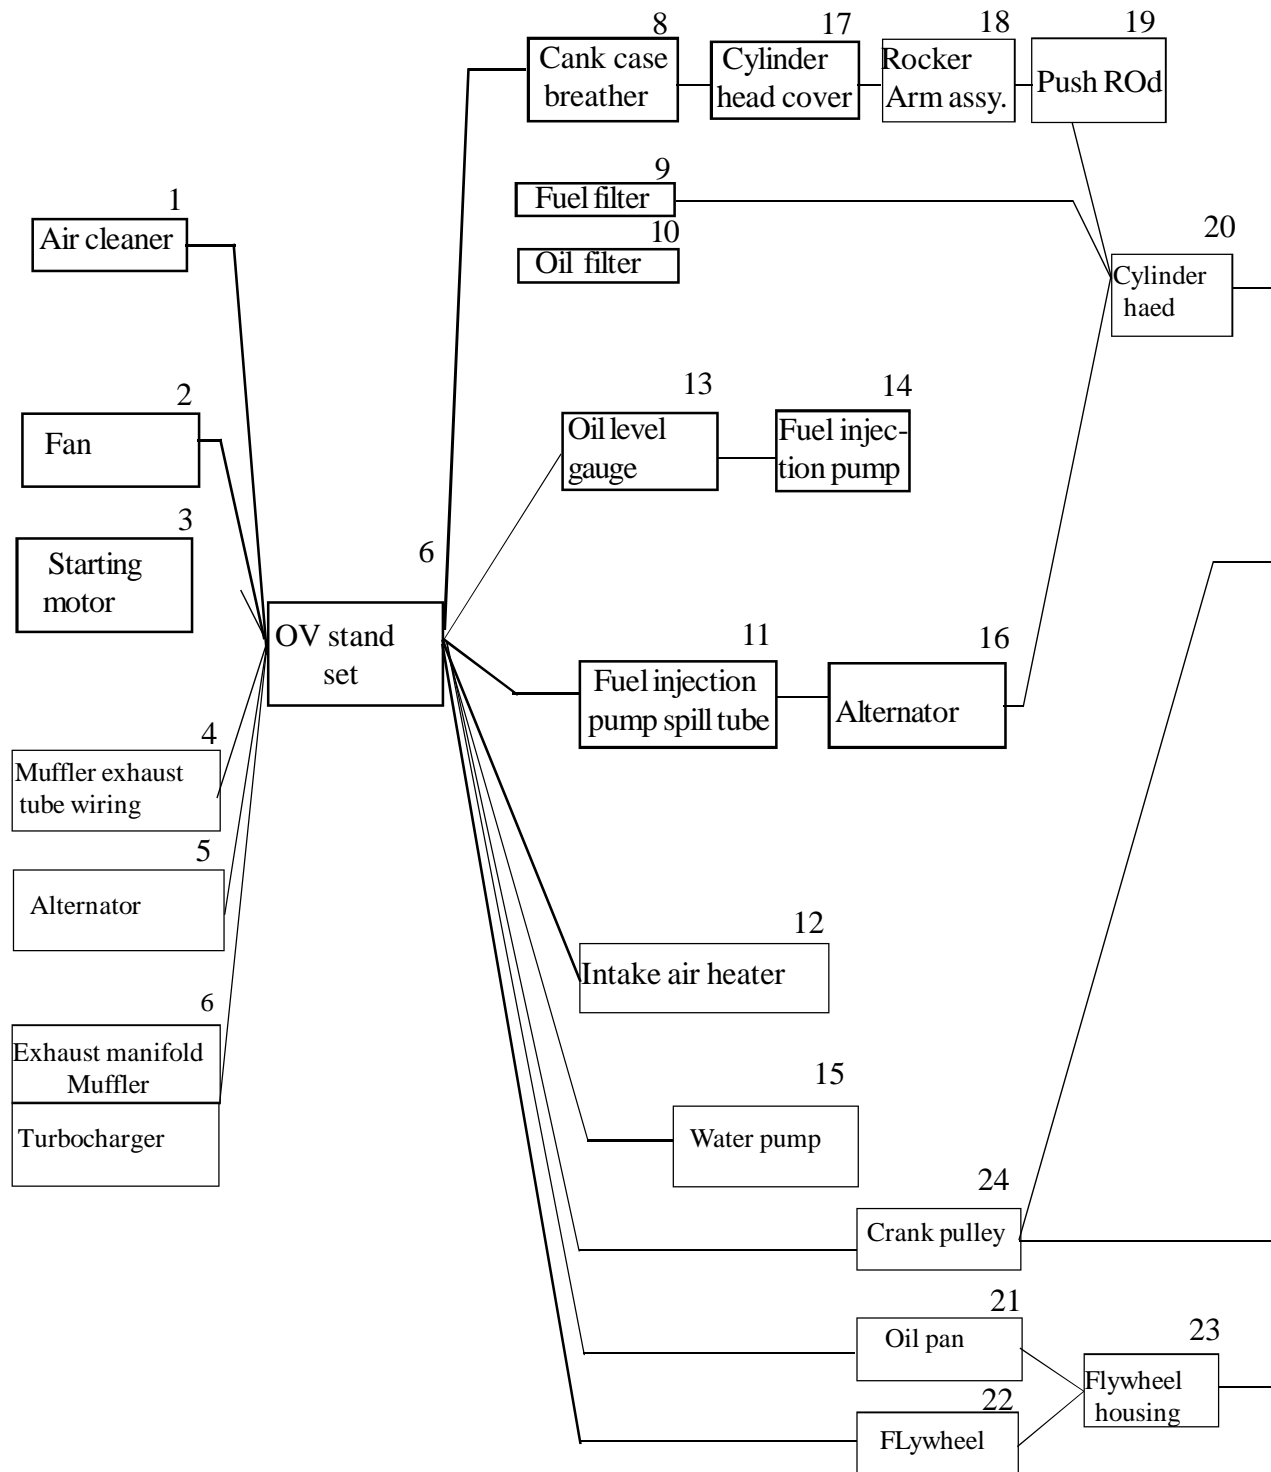 8
Cank case
breather
17
Cylinder
head cover
18
Rocker
Arm assy.
19
Push ROd
9
Fuel filter
10
Oil filter
1
Air cleaner
20
Cylinder
haed
2
Fan
13
Oil level
gauge
14
Fuel injec-
tion pump
3
Starting
motor
6
OV stand
set
11
Fuel injection
pump spill tube
16
Alternator
4
Muffler exhaust
tube wiring
5
Alternator
12
Intake air heater
6
Exhaust manifold
Muffler
Turbocharger
15
Water pump
24
Crank pulley
21
Oil pan
23
Flywheel
housing
22
FLywheel